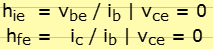 hie = vbe / ib | vce = 0
hfe = ic / ib | vce = 0